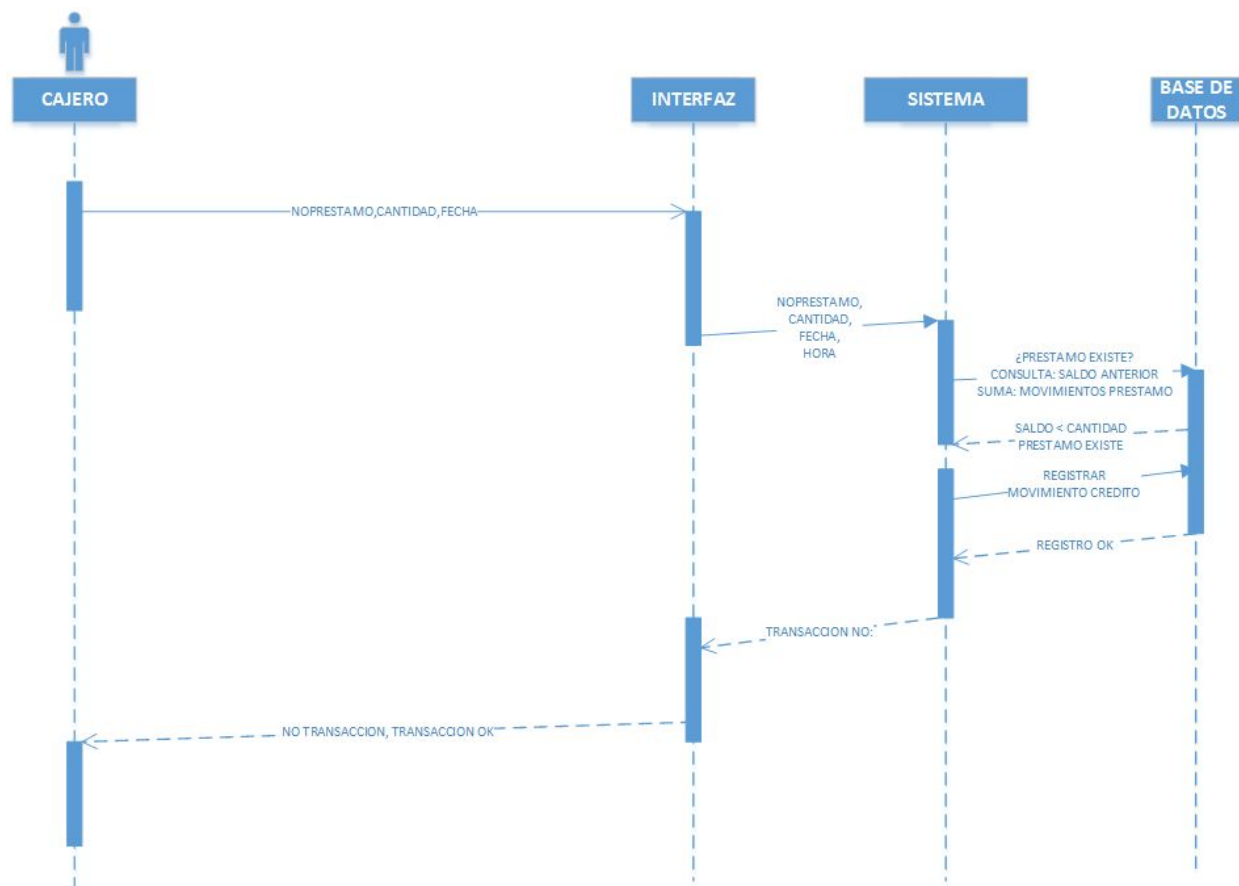 CAJERO
INTERFAZ
SISTEMA
BASE DE
DATOS
NOPRESTAMO,CANTIDAD,FECHA
NOPRESTAMO,
CANTIDAD,
FECHA,
HORA
¿PRESTAMO EXISTE?
CONSULTA: SALDO ANTERIOR
SUMA: MOVIMIENTOS PRESTAMO
SALDO < CANTIDAD
PRESTAMO EXISTE
REGISTRAR
MOVIMIENTO CREDITO
REGISTRO OK
TRANSACCION NO:
NO TRANSACCION, TRANSACCION OK